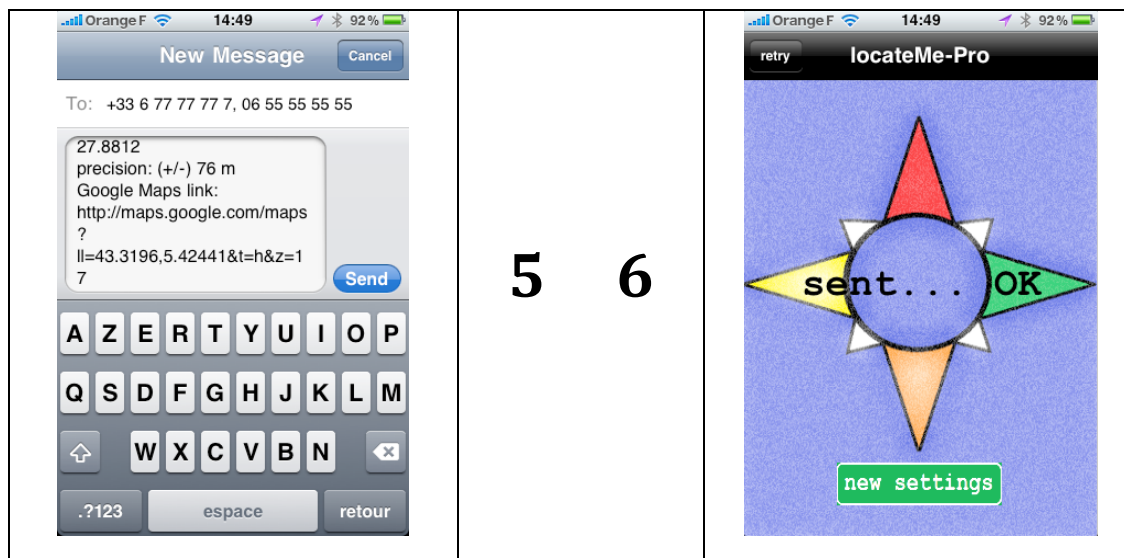 Orange F 14:49 92%
New Message Cancel
To: +33 6 77 77 77 7, 06 55 55 55 55
27.8812
precision: (+/-) 76 m
Google Maps link:
http://maps.google.com/maps
?
ll=43.3196,5.42441&t=h&z=1
7
Send
A Z E R T Y U I O P
Q S D F G H J K L M
W X C V B N
.?123 espace retour
5 6
Orange F 14:49 92%
retry locateMe-Pro
sent... OK
new settings